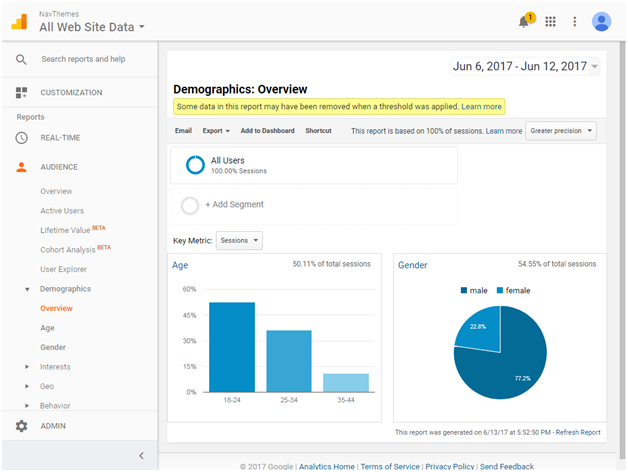 NavThemes
All Web Site Data
1
Search reports and help
CUSTOMIZATION
Reports
REAL-TIME
AUDIENCE
Overview
Active Users
Lifetime Value BETA
Cohort Analysis BETA
User Explorer
Demographics
Overview
Age
Gender
Interests
Geo
Behavior
ADMIN
Jun 6, 2017 - Jun 12, 2017
Demographics: Overview
Some data in this report may have been removed when a threshold was applied. Learn more
Email Export Add to Dashboard Shortcut This report is based on 100% of sessions. Learn more Greater precision
All Users
100.00% Sessions
+ Add Segment
Key Metric: Sessions
Age 50.11% of total sessions
60%
45%
30%
15%
0%
18-24 25-34 35-44
Gender 54.55% of total sessions
male female
22.8%
77.2%
This report was generated on 6/13/17 at 5:52:50 PM - Refresh Report
© 2017 Google | Analytics Home | Terms of Service | Privacy Policy | Send Feedback